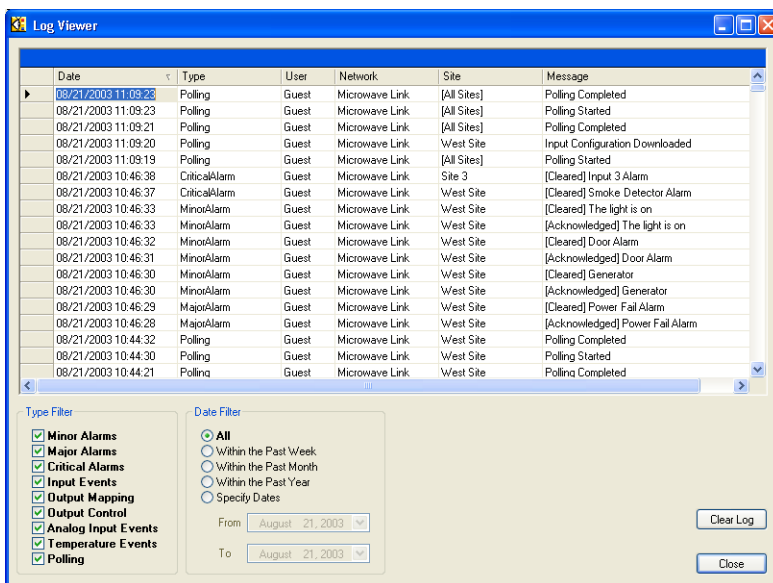 Log Viewer
Date Type User Network Site Message
08/21/2003 11:09:23 Polling Guest Microwave Link [All Sites] Polling Completed
08/21/2003 11:09:23 Polling Guest Microwave Link [All Sites] Polling Started
08/21/2003 11:09:21 Polling Guest Microwave Link [All Sites] Polling Completed
08/21/2003 11:09:20 Polling Guest Microwave Link West Site Input Configuration Downloaded
08/21/2003 11:09:19 Polling Guest Microwave Link [All Sites] Polling Started
08/21/2003 10:46:38 CriticalAlarm Guest Microwave Link Site 3 [Cleared] Input 3 Alarm
08/21/2003 10:46:37 CriticalAlarm Guest Microwave Link West Site [Cleared] Smoke Detector Alarm
08/21/2003 10:46:33 MinorAlarm Guest Microwave Link West Site [Cleared] The light is on
08/21/2003 10:46:33 MinorAlarm Guest Microwave Link West Site [Acknowledged] The light is on
08/21/2003 10:46:32 MinorAlarm Guest Microwave Link West Site [Cleared] Door Alarm
08/21/2003 10:46:31 MinorAlarm Guest Microwave Link West Site [Acknowledged] Door Alarm
08/21/2003 10:46:30 MinorAlarm Guest Microwave Link West Site [Cleared] Generator
08/21/2003 10:46:30 MinorAlarm Guest Microwave Link West Site [Acknowledged] Generator
08/21/2003 10:46:29 MajorAlarm Guest Microwave Link West Site [Cleared] Power Fail Alarm
08/21/2003 10:46:28 MajorAlarm Guest Microwave Link West Site [Acknowledged] Power Fail Alarm
08/21/2003 10:44:32 Polling Guest Microwave Link West Site Polling Completed
08/21/2003 10:44:30 Polling Guest Microwave Link West Site Polling Started
08/21/2003 10:44:21 Polling Guest Microwave Link West Site Polling Completed
Type Filter
Minor Alarms
Major Alarms
Critical Alarms
Input Events
Output Mapping
Output Control
Analog Input Events
Temperature Events
Polling
Date Filter
All
Within the Past Week
Within the Past Month
Within the Past Year
Specify Dates
From August 21, 2003
To August 21, 2003
Clear Log
Close